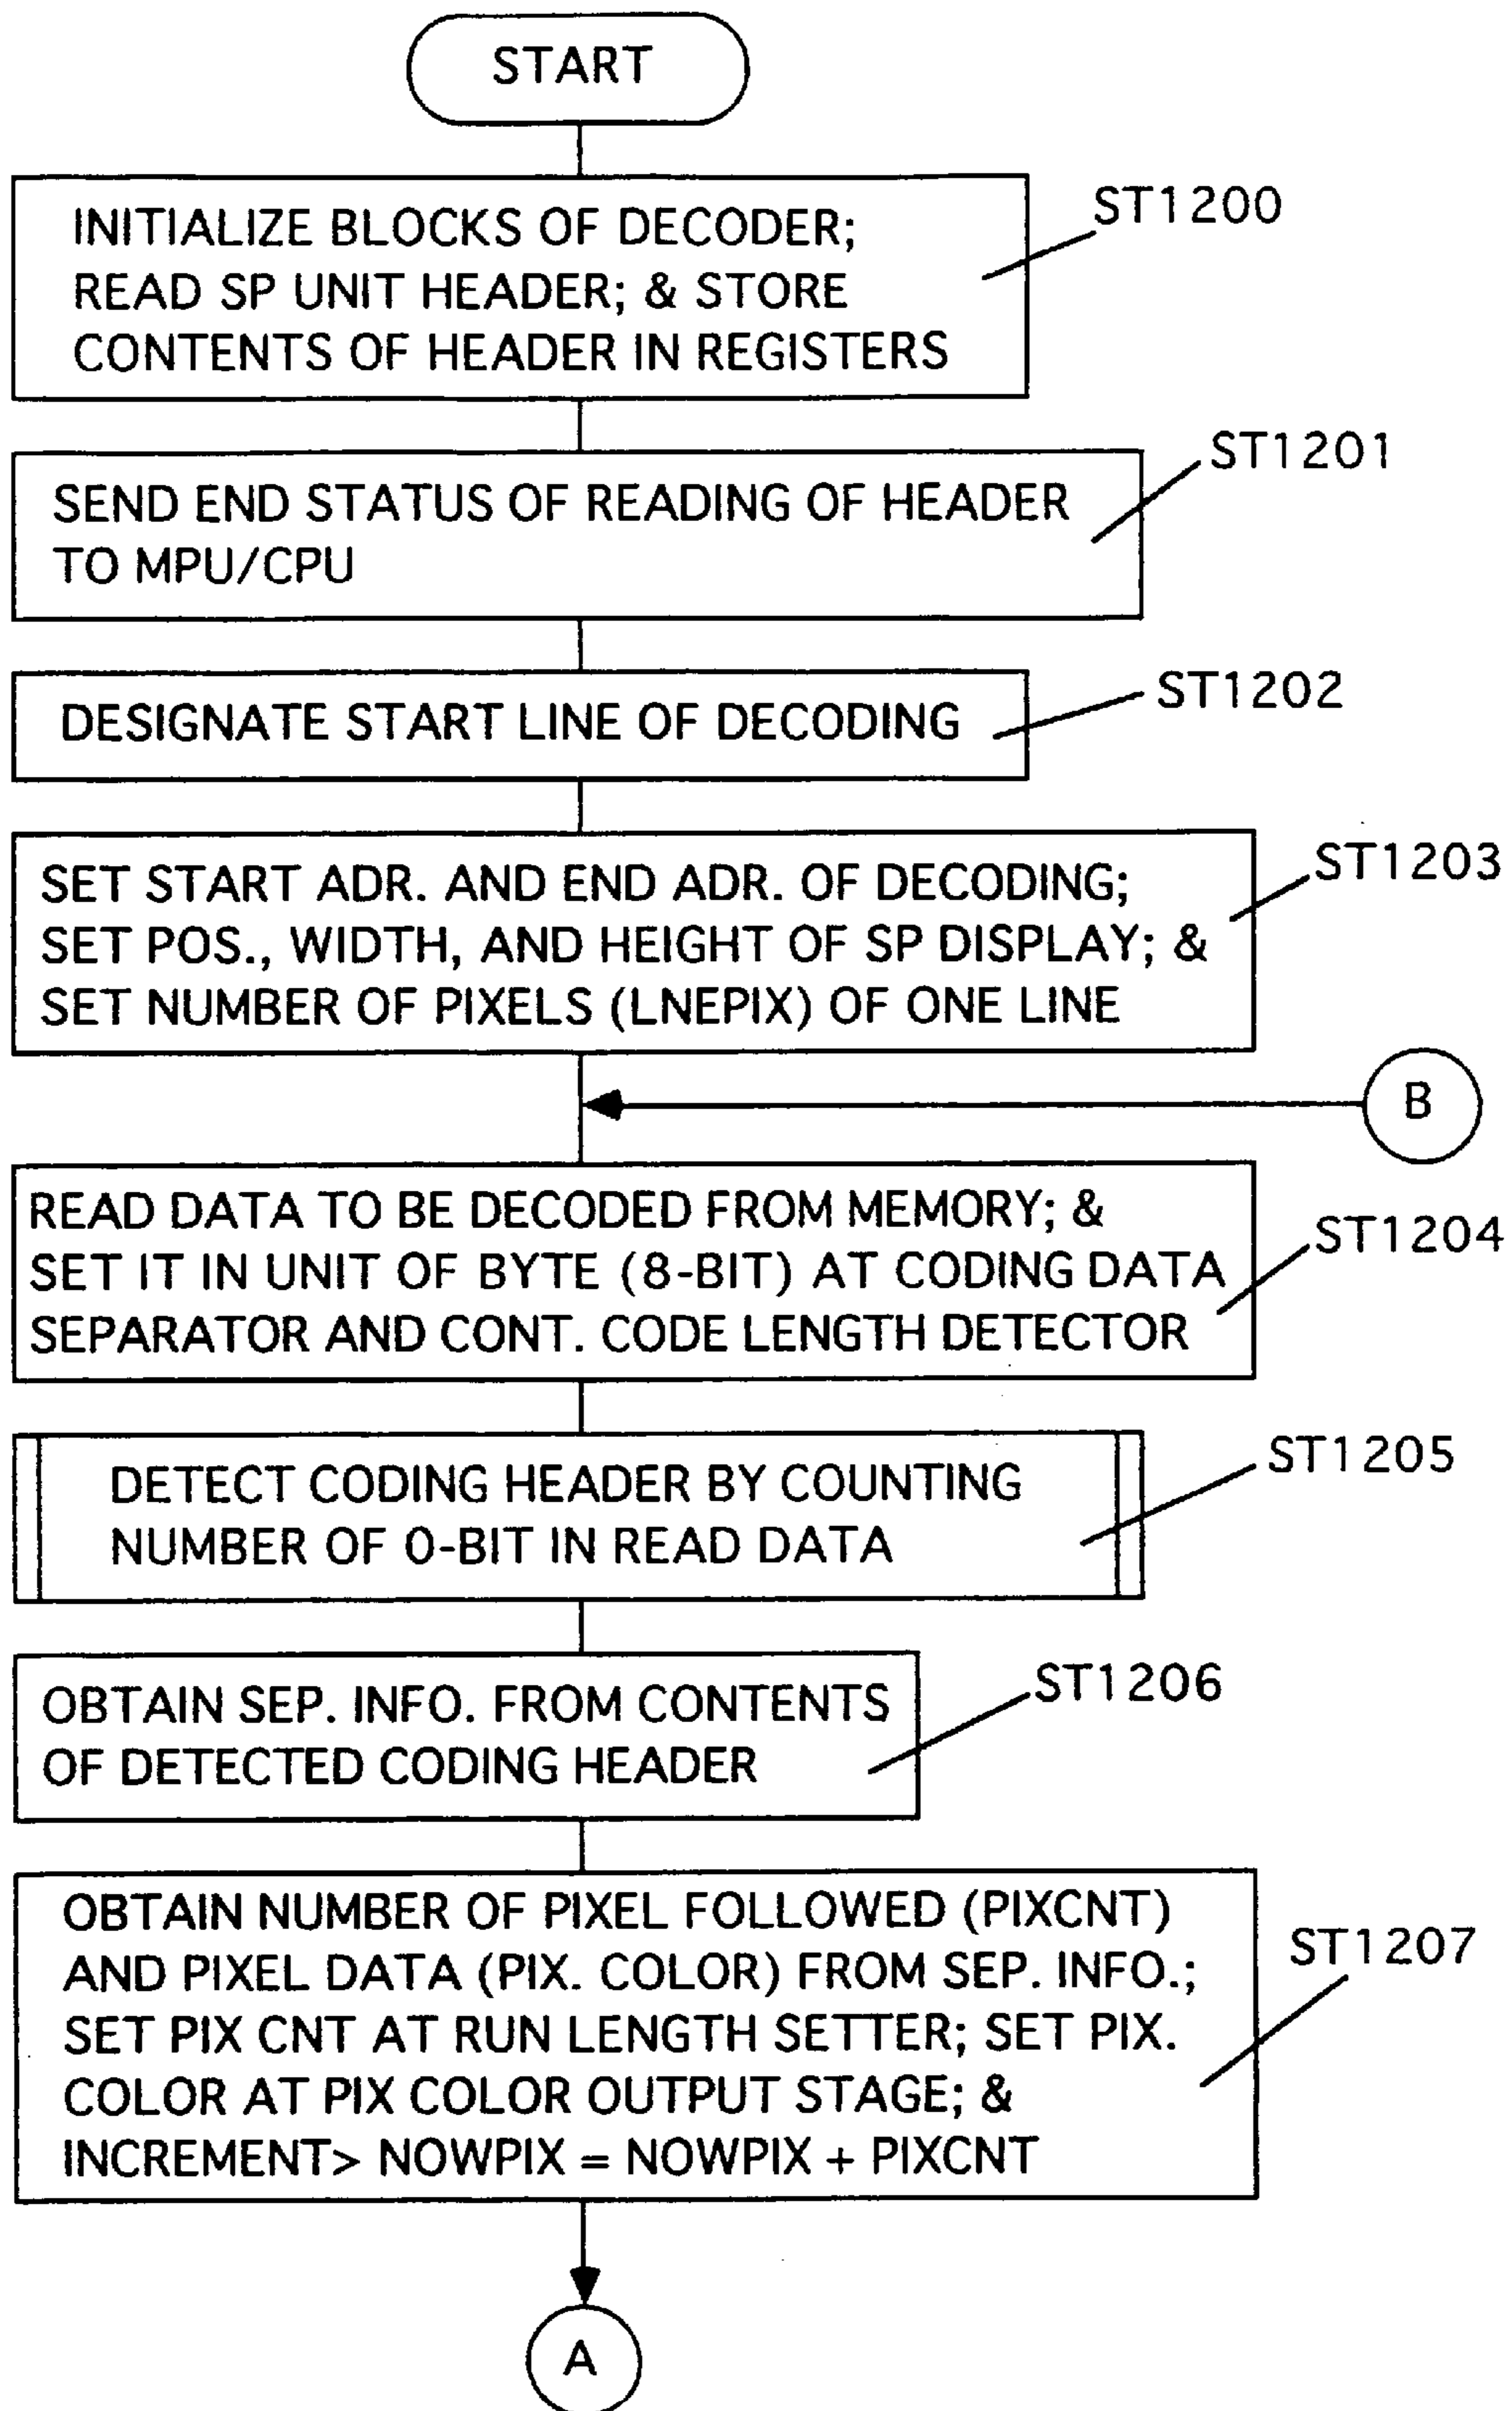 START
INITIALIZE BLOCKS OF DECODER;
READ SP UNIT HEADER; & STORE
CONTENTS OF HEADER IN REGISTERS
ST1200
SEND END STATUS OF READING OF HEADER
TO MPU/CPU
ST1201
DESIGNATE START LINE OF DECODING
ST1202
SET START ADR. AND END ADR. OF DECODING;
SET POS., WIDTH, AND HEIGHT OF SP DISPLAY; &
SET NUMBER OF PIXELS (LNEPIX) OF ONE LINE
ST1203
B
READ DATA TO BE DECODED FROM MEMORY; &
SET IT IN UNIT OF BYTE (8-BIT) AT CODING DATA
SEPARATOR AND CONT. CODE LENGTH DETECTOR
ST1204
DETECT CODING HEADER BY COUNTING
NUMBER OF 0-BIT IN READ DATA
ST1205
OBTAIN SEP. INFO. FROM CONTENTS
OF DETECTED CODING HEADER
ST1206
OBTAIN NUMBER OF PIXEL FOLLOWED (PIXCNT)
AND PIXEL DATA (PIX. COLOR) FROM SEP. INFO.;
SET PIX CNT AT RUN LENGTH SETTER; SET PIX.
COLOR AT PIX COLOR OUTPUT STAGE; &
INCREMENT> NOWPIX = NOWPIX + PIXCNT
ST1207
A